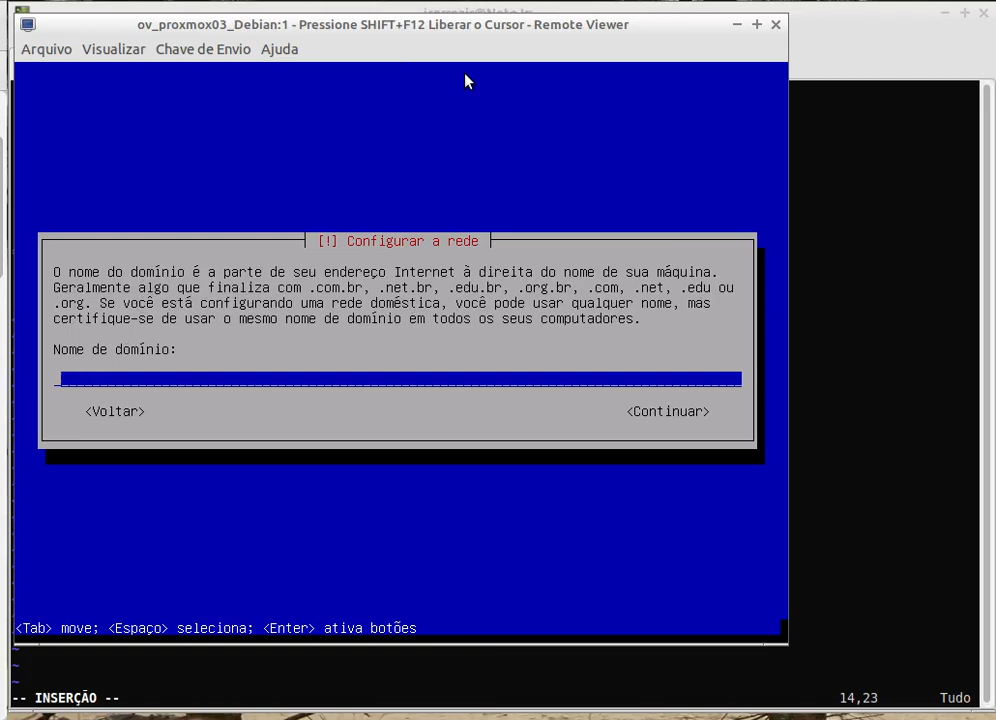 ov_proxmox03_Debian:1 - Pressione SHIFT+F12 Liberar o Cursor - Remote Viewer
Arquivo Visualizar Chave de Envio Ajuda
[!] Configurar a rede
O nome do domínio é a parte de seu endereço Internet à direita do nome de sua máquina.
Geralmente algo que finaliza com .com.br, .net.br, .edu.br, .org.br, .com, .net, .edu ou
.org. Se você está configurando uma rede doméstica, você pode usar qualquer nome, mas
certifique-se de usar o mesmo nome de domínio em todos os seus computadores.
Nome de domínio:
<Voltar> <Continuar>
<Tab> move; <Espaço> seleciona; <Enter> ativa botões
~
~
~
-- INSERÇÃO -- 14,23 Tudo